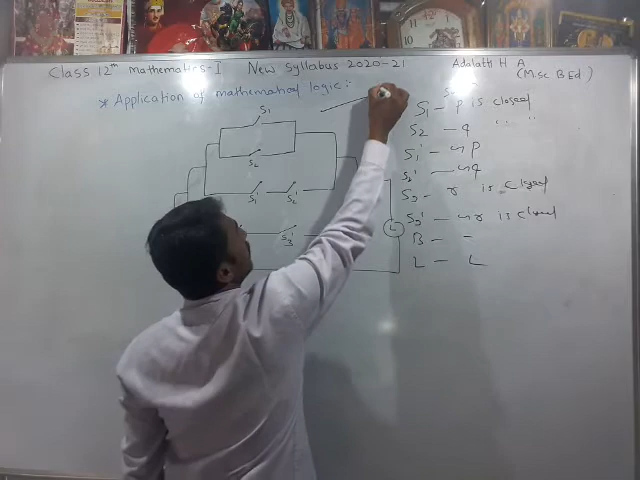 Class 12th mathematics-I New Syllabus 2020-21 Adalath H A
(M.Sc B Ed)
* Application of mathematical logic :-
S1 S2 S1' S2' S3'
L
S1 - p is closed
S2 - q " "
S1' - ~p
S2' - ~q
S3 - r is closed
S3' - ~r is closed
B - -
L - L